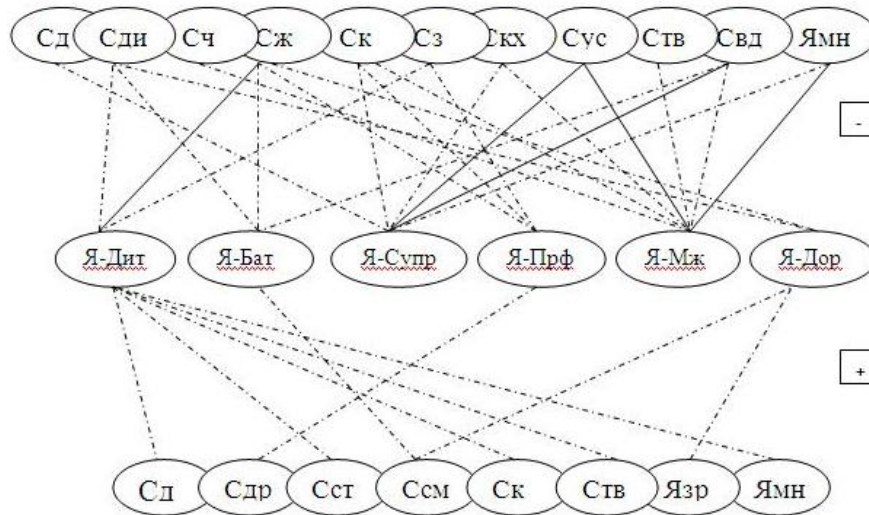 Сд Сди Сч Сж Ск Сз Скх Сус Ств Свд Ямн
-
Я-Дит Я-Бат Я-Супр Я-Прф Я-Мж Я-Дор
+
Сд Сдр Сст Ссм Ск Ств Язр Ямн